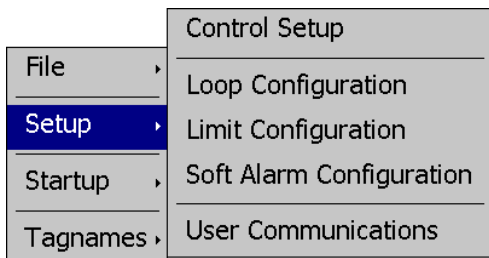 File
Setup
Startup
Tagnames
Control Setup
Loop Configuration
Limit Configuration
Soft Alarm Configuration
User Communications